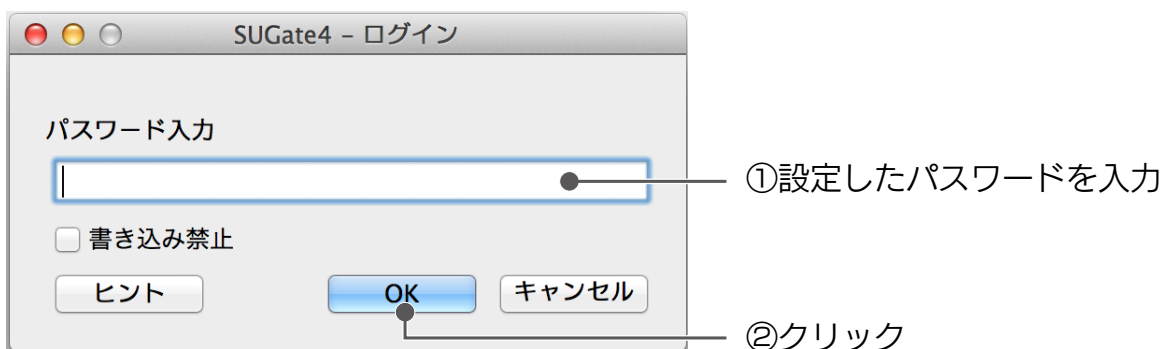 SUGate4 – ログイン
パスワード入力
①設定したパスワードを入力
書き込み禁止
ヒント
OK
キャンセル
②クリック